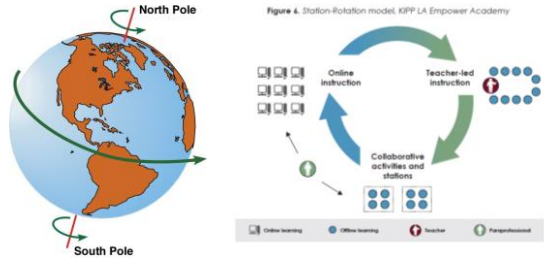 North Pole
South Pole
Figure 6. Station-Rotation model, KIPP LA Empower Academy
Online
instruction
Teacher-led
instruction
Collaborative
activities and
stations
Online learning
Offline learning
Teacher
Paraprofessional